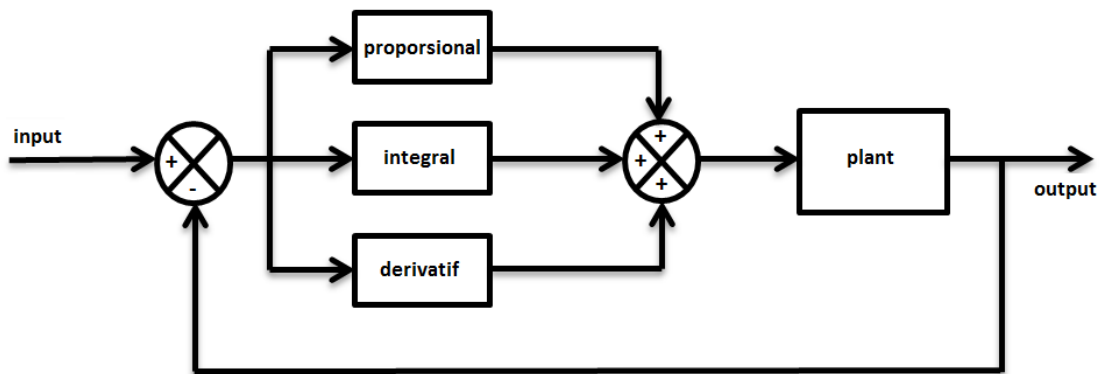 proporsional
input
+
-
integral
+
+
+
plant
output
derivatif